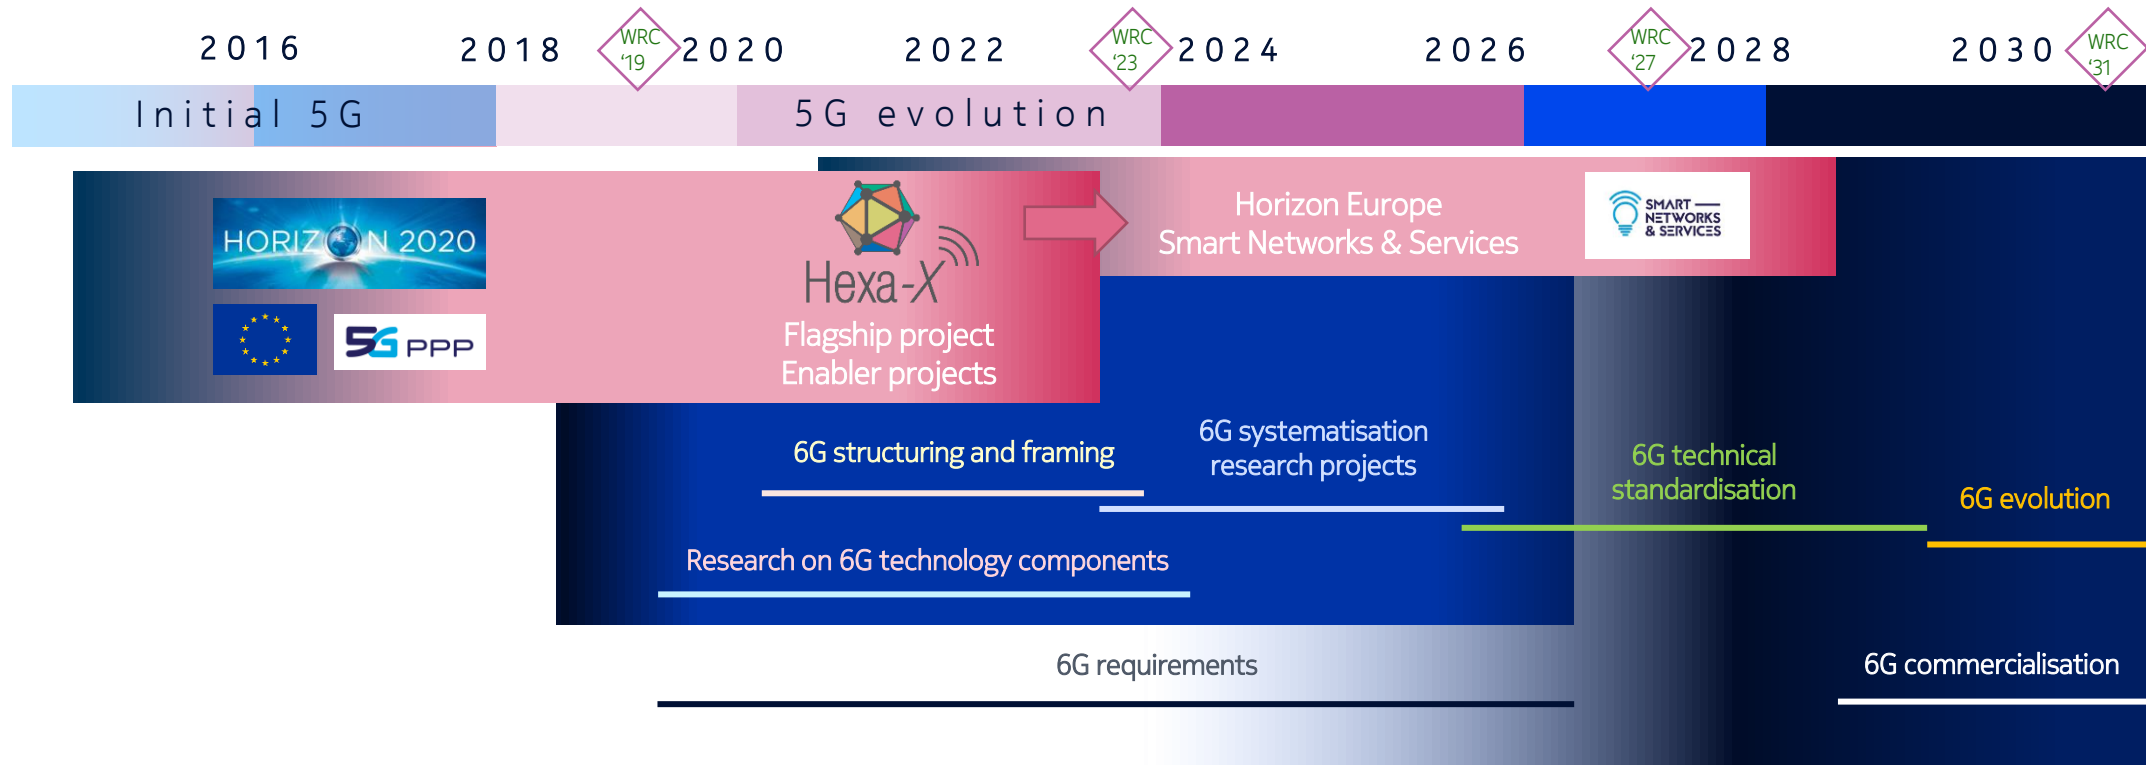 2016
2018
WRC
‘19
2020
2022
WRC
‘23
2024
2026
WRC
‘27
2028
2030
WRC
‘31
Initial 5G
5G evolution
HORIZON 2020
5G PPP
Hexa-X
Flagship project
Enabler projects
Horizon Europe
Smart Networks & Services
SMART
NETWORKS
& SERVICES
6G structuring and framing
6G systematisation
research projects
6G technical
standardisation
6G evolution
Research on 6G technology components
6G requirements
6G commercialisation